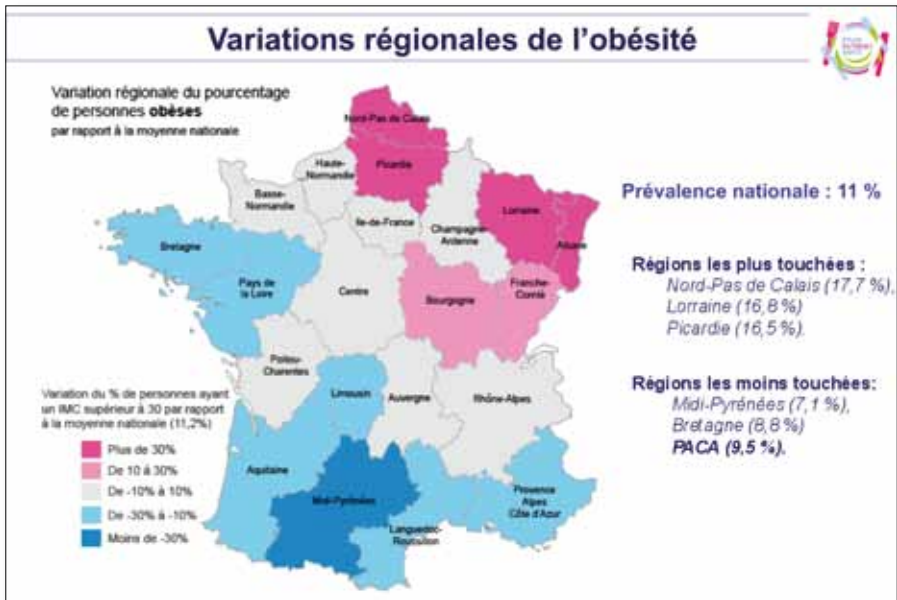 Variations régionales de l'obésité
Variation régionale du pourcentage
de personnes obèses
par rapport à la moyenne nationale
Nord-Pas de Calais
Picardie
Haute-
Normandie
Basse-
Normandie
Ile-de-France
Champagne-
Ardenne
Lorraine
Alsace
Bretagne
Pays de
la Loire
Centre
Bourgogne
Franche-
Comté
Poitou-
Charentes
Limousin
Auvergne
Rhône-Alpes
Aquitaine
Midi-Pyrénées
Languedoc-
Roussillon
Provence
Alpes
Côte d'Azur
Variation du % de personnes ayant
un IMC supérieur à 30 par rapport
à la moyenne nationale (11,2%)
Plus de 30%
De 10 à 30%
De -10% à 10%
De -30% à -10%
Moins de -30%
Prévalence nationale : 11 %
Régions les plus touchées :
Nord-Pas de Calais (17,7 %),
Lorraine (16,8 %)
Picardie (16,5 %).
Régions les moins touchées:
Midi-Pyrénées (7,1 %),
Bretagne (8,8 %)
PACA (9,5 %).